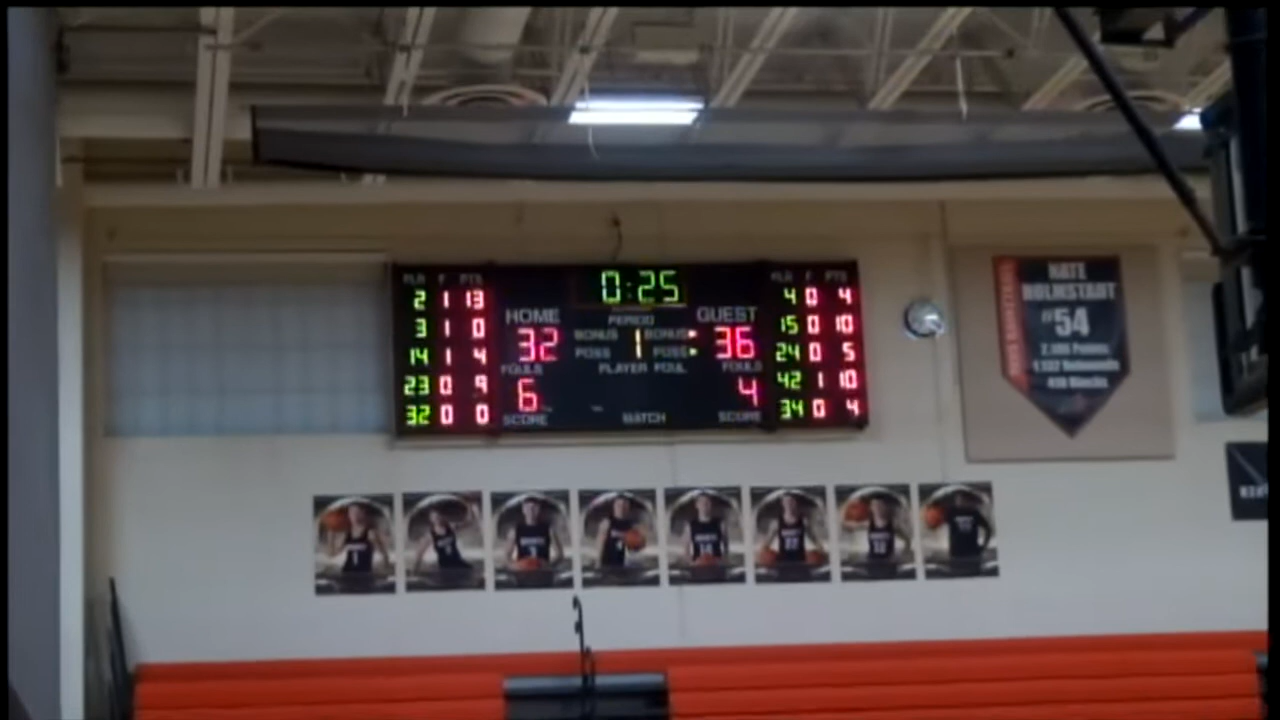 PLR F PTS
0:25
PLR F PTS
2 1 13
4 0 4
HOME
PERIOD
GUEST
3 1 0
32
BONUS 1 BONUS
36
15 0 10
14 1 4
POSS POSS
24 0 5
FOULS
PLAYER FOUL
FOULS
23 0 9
6
4
42 1 10
32 0 0
34 0 4
SCORE
MATCH
SCORE
NATE
HOLMSTADT
#54